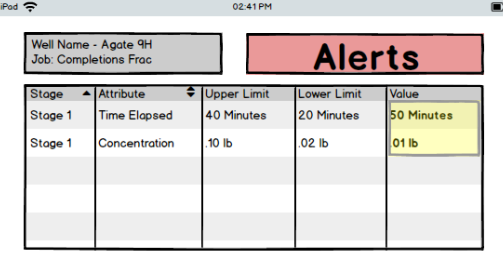 iPod 02:41 PM
Well Name - Agate 9H
Job: Completions Frac
Alerts
Stage Attribute Upper Limit Lower Limit Value
Stage 1 Time Elapsed 40 Minutes 20 Minutes 50 Minutes
Stage 1 Concentration .10 lb .02 lb .01 lb